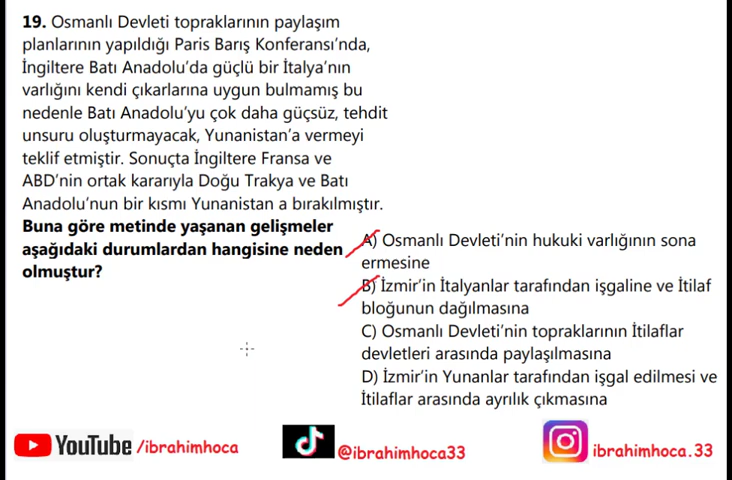 19. Osmanlı Devleti topraklarının paylaşım
planlarının yapıldığı Paris Barış Konferansı'nda,
İngiltere Batı Anadolu'da güçlü bir İtalya'nın
varlığını kendi çıkarlarına uygun bulmamış bu
nedenle Batı Anadolu'yu çok daha güçsüz, tehdit
unsuru oluşturmayacak, Yunanistan'a vermeyi
teklif etmiştir. Sonuçta İngiltere Fransa ve
ABD'nin ortak kararıyla Doğu Trakya ve Batı
Anadolu'nun bir kısmı Yunanistan a bırakılmıştır.
Buna göre metinde yaşanan gelişmeler
aşağıdaki durumlardan hangisine neden
olmuştur?
A) Osmanlı Devleti'nin hukuki varlığının sona
ermesine
B) İzmir'in İtalyanlar tarafından işgaline ve İtilaf
bloğunun dağılmasına
C) Osmanlı Devleti'nin topraklarının İtilaflar
devletleri arasında paylaşılmasına
D) İzmir'in Yunanlar tarafından işgal edilmesi ve
İtilaflar arasında ayrılık çıkmasına
YouTube /ibrahimhoca
@ibrahimhoca33
ibrahimhoca.33